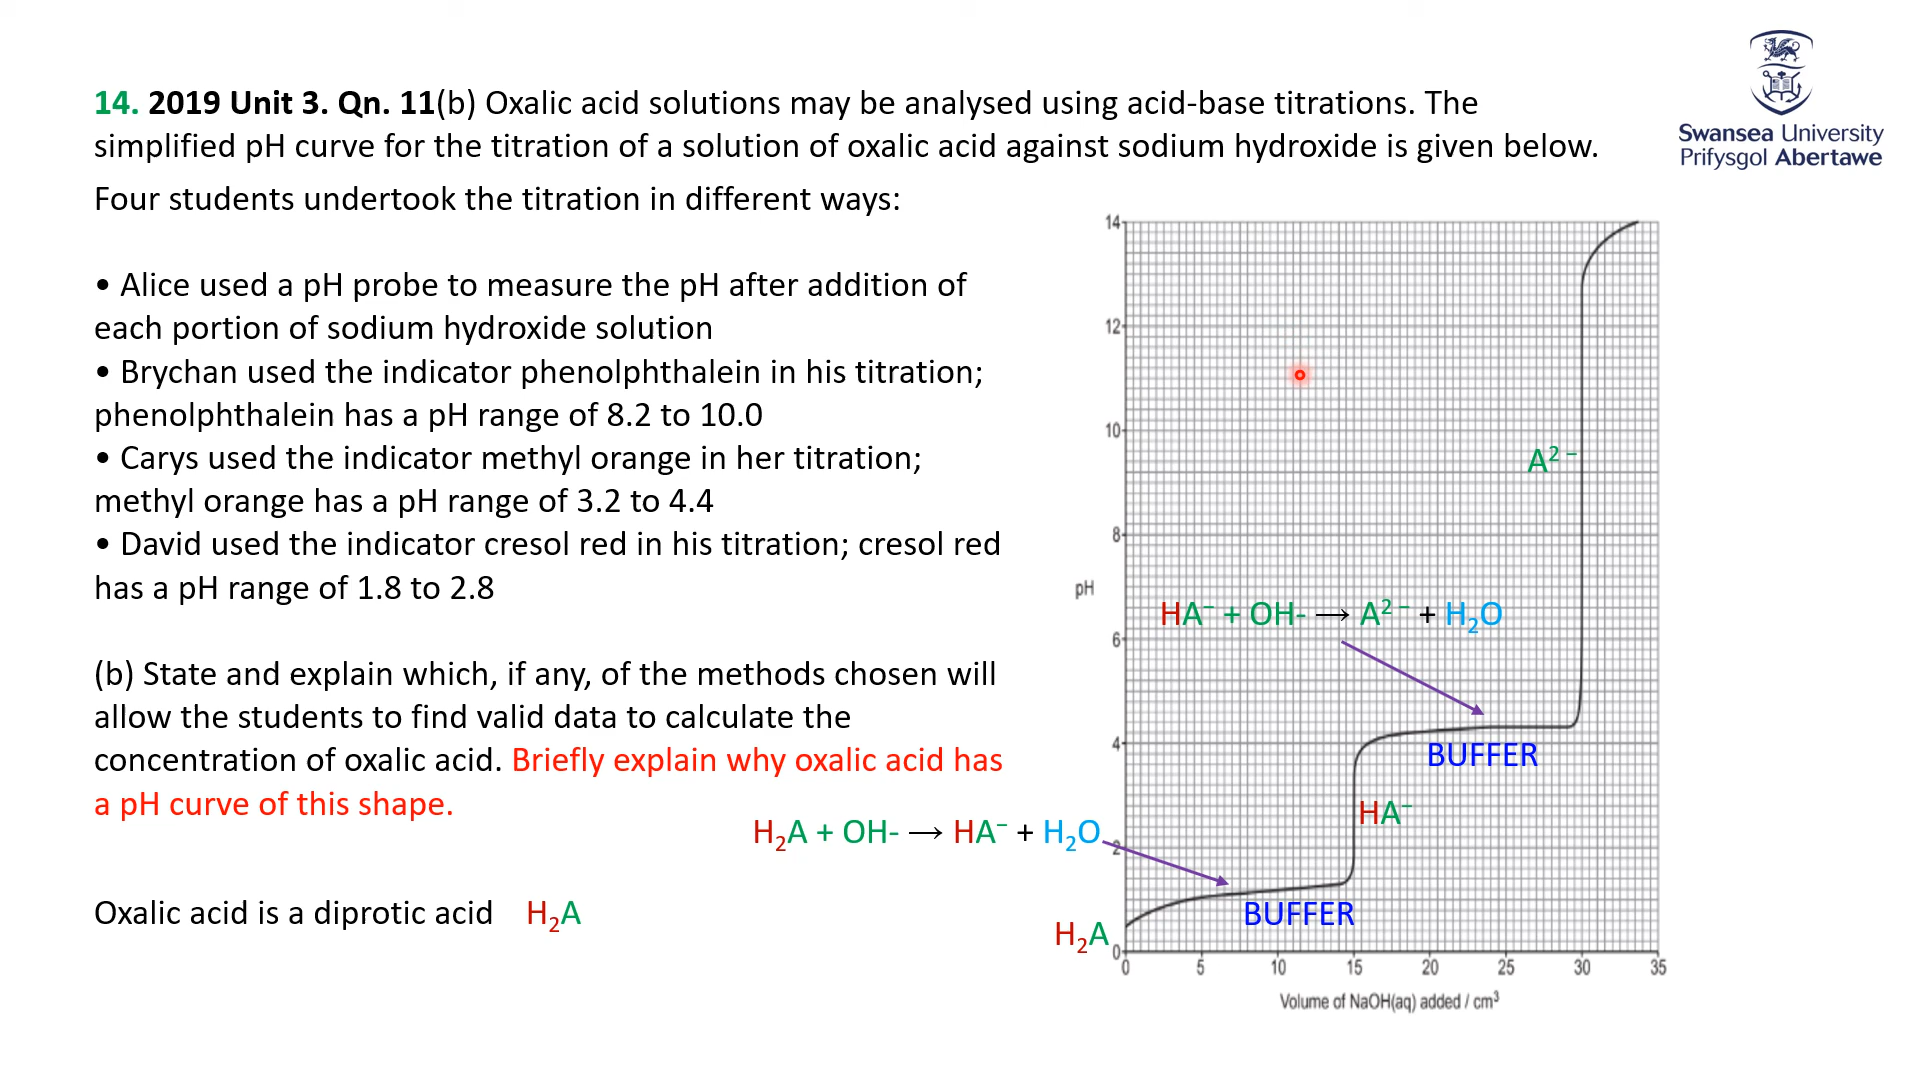 14. 2019 Unit 3. Qn. 11(b) Oxalic acid solutions may be analysed using acid-base titrations. The
simplified pH curve for the titration of a solution of oxalic acid against sodium hydroxide is given below.
Swansea University
Prifysgol Abertawe
Four students undertook the titration in different ways:
• Alice used a pH probe to measure the pH after addition of
each portion of sodium hydroxide solution
• Brychan used the indicator phenolphthalein in his titration;
phenolphthalein has a pH range of 8.2 to 10.0
• Carys used the indicator methyl orange in her titration;
methyl orange has a pH range of 3.2 to 4.4
• David used the indicator cresol red in his titration; cresol red
has a pH range of 1.8 to 2.8
(b) State and explain which, if any, of the methods chosen will
allow the students to find valid data to calculate the
concentration of oxalic acid. Briefly explain why oxalic acid has
a pH curve of this shape.
H₂A + OH- → HA⁻ + H₂O
Oxalic acid is a diprotic acid H₂A
14
12
10
A²⁻
8
pH
HA⁻ + OH- → A²⁻ + H₂O
6
4
BUFFER
HA⁻
2
BUFFER
H₂A
0
0 5 10 15 20 25 30 35
Volume of NaOH(aq) added / cm³